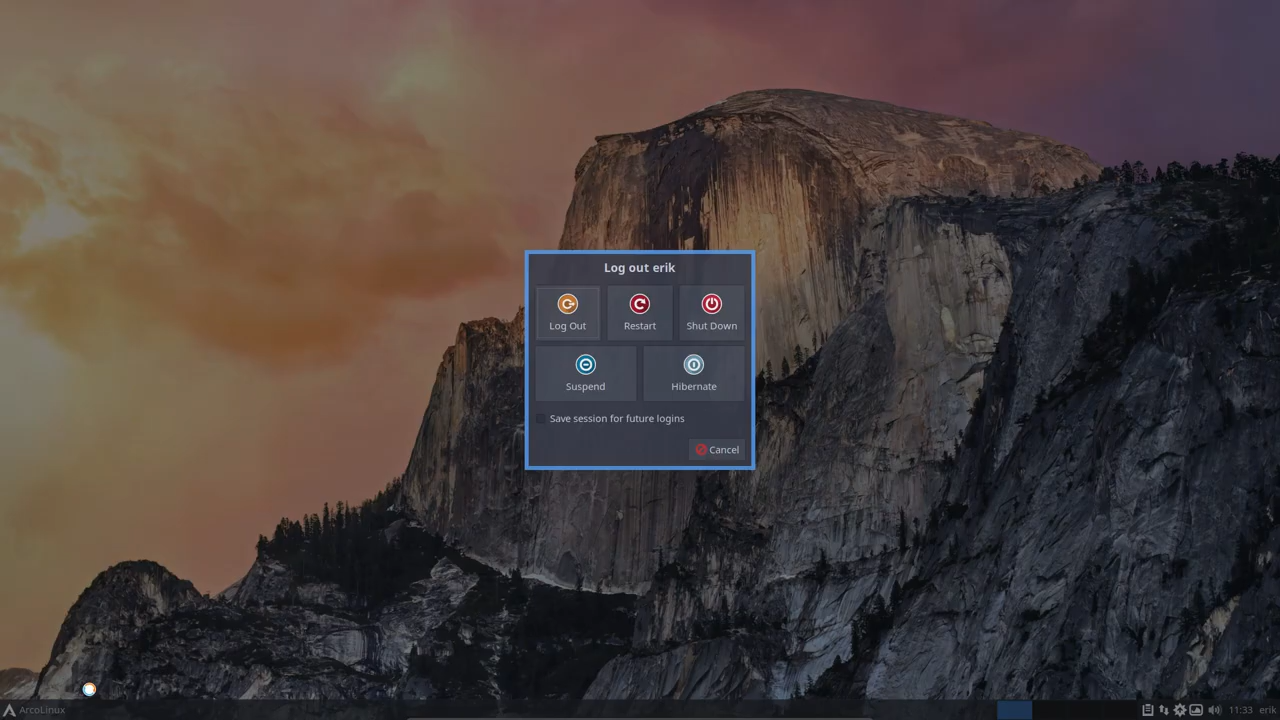 Log out erik
Log Out
Restart
Shut Down
Suspend
Hibernate
Save session for future logins
Cancel
ArcoLinux
11:33
erik